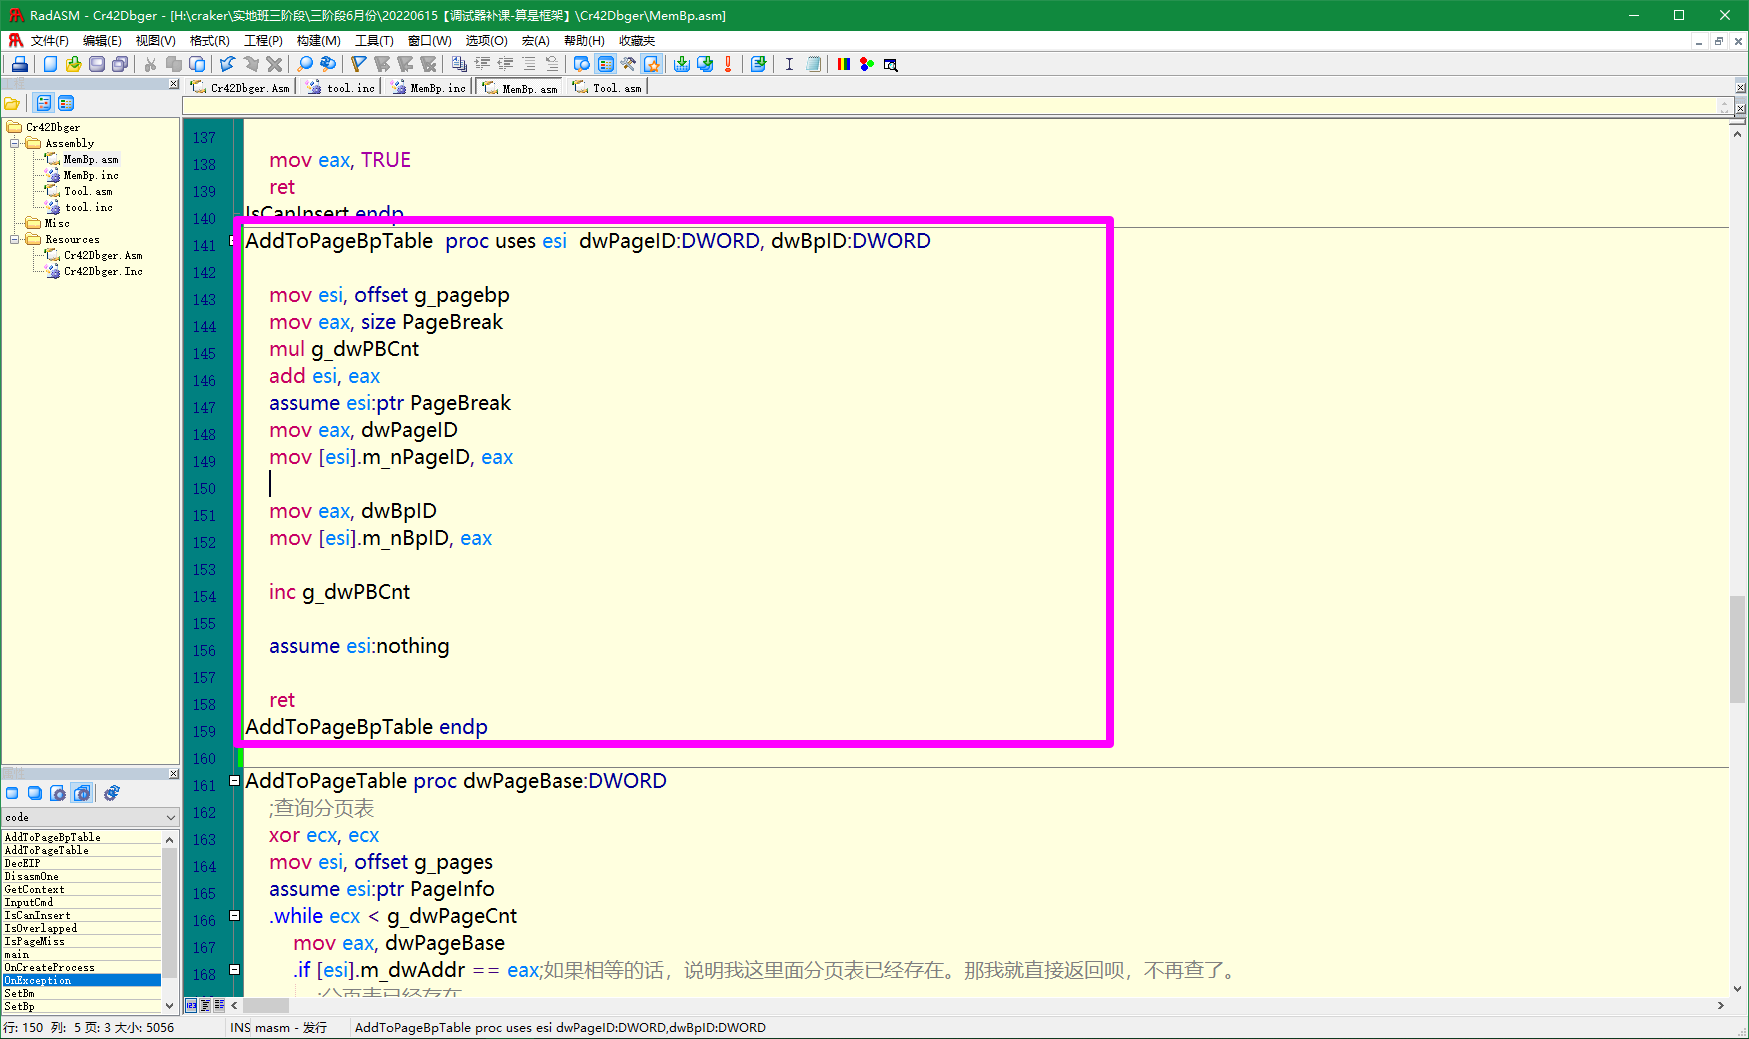 RadASM - Cr42Dbger - [H:\craker\实地班三阶段\三阶段6月份\20220615【调试器补课-算是框架】\Cr42Dbger\MemBp.asm]
文件(F) 编辑(E) 视图(V) 格式(R) 工程(P) 构建(M) 工具(T) 窗口(W) 选项(O) 宏(A) 帮助(H) 收藏夹
Cr42Dbger.Asm tool.inc MemBp.inc MemBp.asm Tool.asm
Cr42Dbger
Assembly
MemBp.asm
MemBp.inc
Tool.asm
tool.inc
Misc
Resources
Cr42Dbger.Asm
Cr42Dbger.Inc
code
AddToPageBpTable
AddToPageTable
DecEIP
DisasmOne
GetContext
InputCmd
IsCanInsert
IsOverlapped
IsPageMiss
main
OnCreateProcess
OnException
SetBm
SetBp
137
138 mov eax, TRUE
139 ret
140 IsCanInsert endp
141 AddToPageBpTable  proc uses esi  dwPageID:DWORD, dwBpID:DWORD
142
143 mov esi, offset g_pagebp
144 mov eax, size PageBreak
145 mul g_dwPBCnt
146 add esi, eax
147 assume esi:ptr PageBreak
148 mov eax, dwPageID
149 mov [esi].m_nPageID, eax
150
151 mov eax, dwBpID
152 mov [esi].m_nBpID, eax
153
154 inc g_dwPBCnt
155
156 assume esi:nothing
157
158 ret
159 AddToPageBpTable endp
160
161 AddToPageTable proc dwPageBase:DWORD
162 ;查询分页表
163 xor ecx, ecx
164 mov esi, offset g_pages
165 assume esi:ptr PageInfo
166 .while ecx < g_dwPageCnt
167 mov eax, dwPageBase
168 .if [esi].m_dwAddr == eax;如果相等的话，说明我这里面分页表已经存在。那我就直接返回呗，不再查了。
;分页表已经存在
行: 150 列: 5 页: 3 大小: 5056 INS masm - 发行 AddToPageBpTable proc uses esi dwPageID:DWORD,dwBpID:DWORD